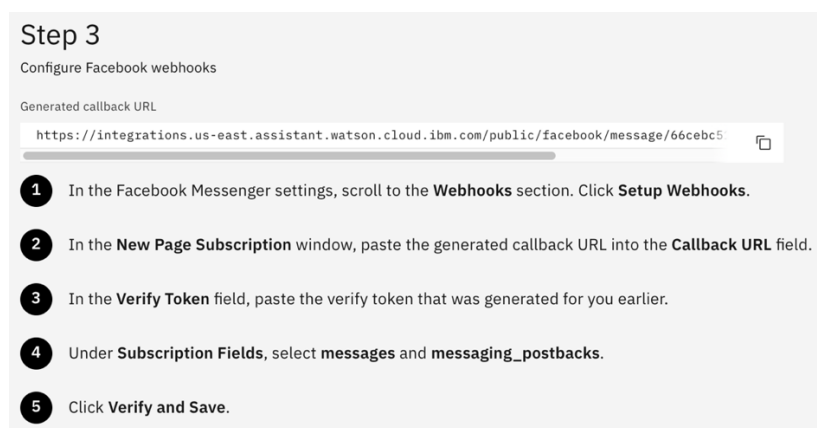 Step 3
Configure Facebook webhooks
Generated callback URL
https://integrations.us-east.assistant.watson.cloud.ibm.com/public/facebook/message/66cebc5
1 In the Facebook Messenger settings, scroll to the Webhooks section. Click Setup Webhooks.
2 In the New Page Subscription window, paste the generated callback URL into the Callback URL field.
3 In the Verify Token field, paste the verify token that was generated for you earlier.
4 Under Subscription Fields, select messages and messaging_postbacks.
5 Click Verify and Save.